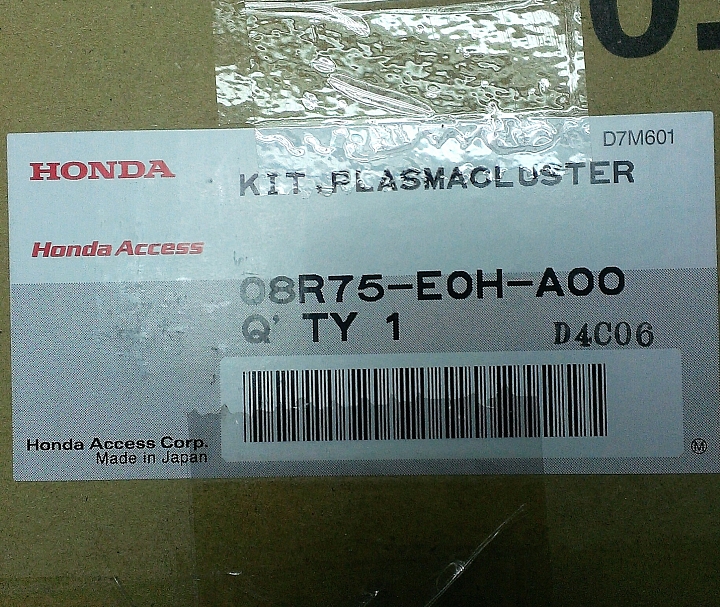 D7M601
HONDA
KIT,PLASMACLUSTER
Honda Access
08R75-E0H-A00
Q'TY 1
D4C06
Honda Access Corp.
Made in Japan
M